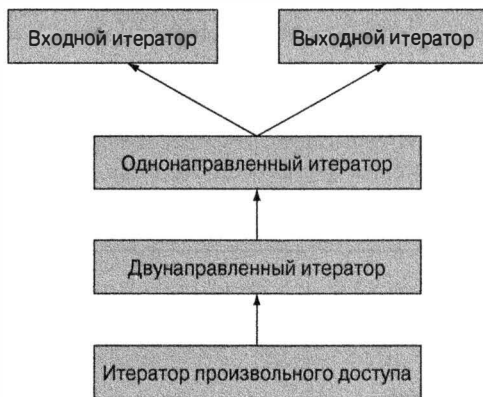 Входной итератор
Выходной итератор
Однонаправленный итератор
Двунаправленный итератор
Итератор произвольного доступа